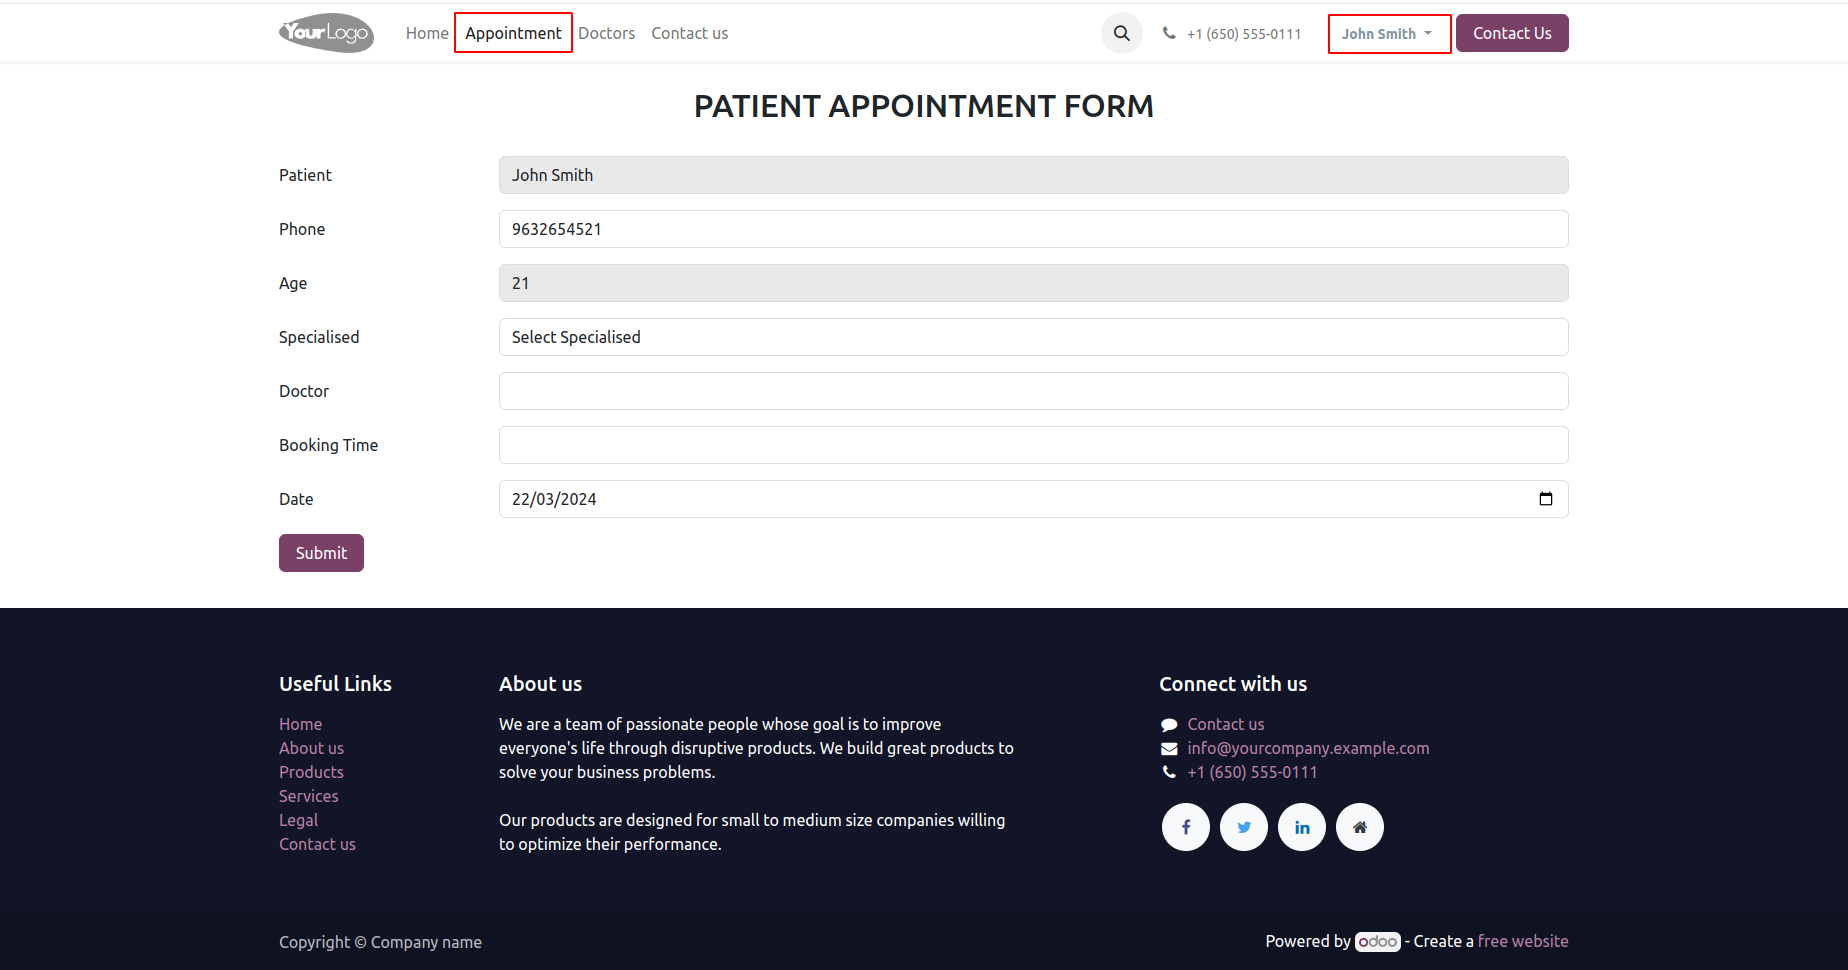 YourLogo Home Appointment Doctors Contact us +1 (650) 555-0111 John Smith Contact Us
PATIENT APPOINTMENT FORM
Patient John Smith
Phone 9632654521
Age 21
Specialised Select Specialised
Doctor
Booking Time
Date 22/03/2024
Submit
Useful Links
Home
About us
Products
Services
Legal
Contact us
About us
We are a team of passionate people whose goal is to improve
everyone's life through disruptive products. We build great products to
solve your business problems.
Our products are designed for small to medium size companies willing
to optimize their performance.
Connect with us
Contact us
info@yourcompany.example.com
+1 (650) 555-0111
Copyright © Company name
Powered by odoo - Create a free website